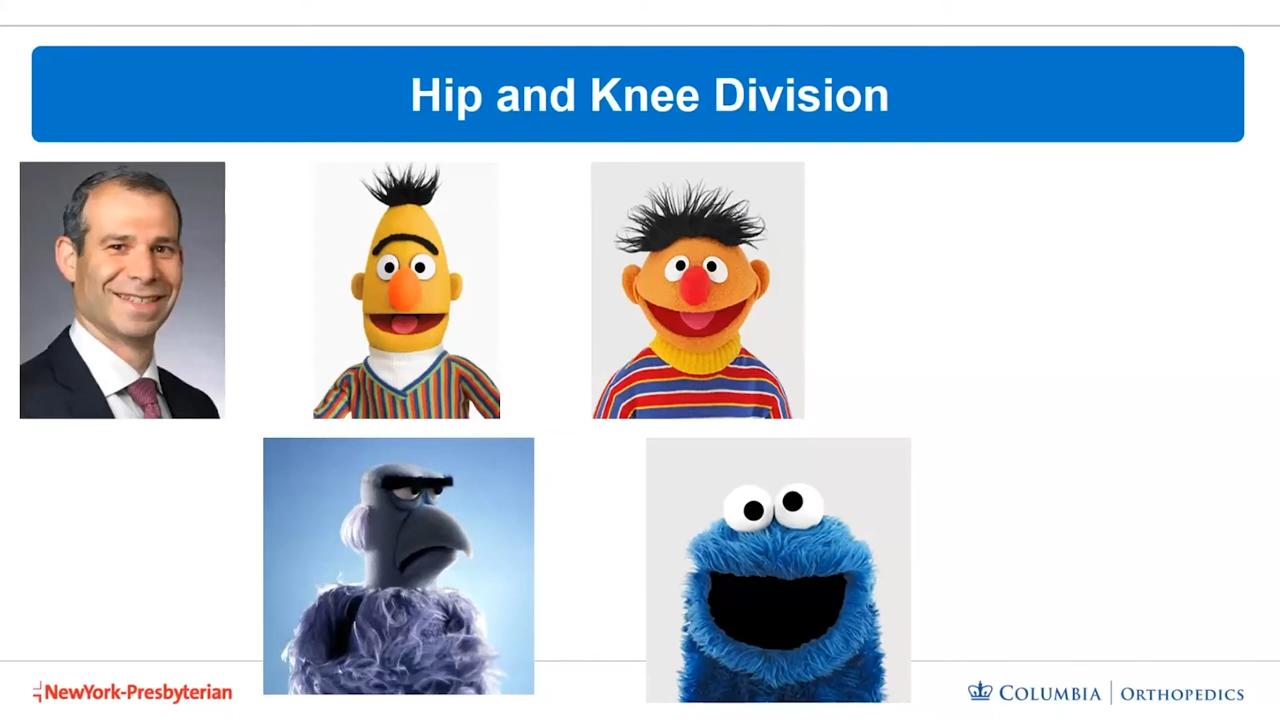 Hip and Knee Division
NewYork-Presbyterian
COLUMBIA | ORTHOPEDICS